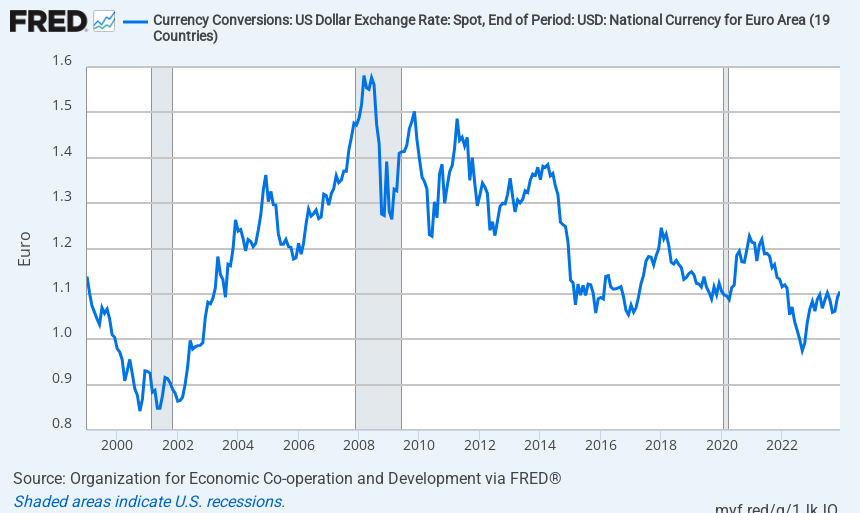 FRED
Currency Conversions: US Dollar Exchange Rate: Spot, End of Period: USD: National Currency for Euro Area (19
Countries)
1.6
1.5
1.4
1.3
1.2
1.1
1.0
0.9
0.8
Euro
2000 2002 2004 2006 2008 2010 2012 2014 2016 2018 2020 2022
Source: Organization for Economic Co-operation and Development via FRED®
Shaded areas indicate U.S. recessions.